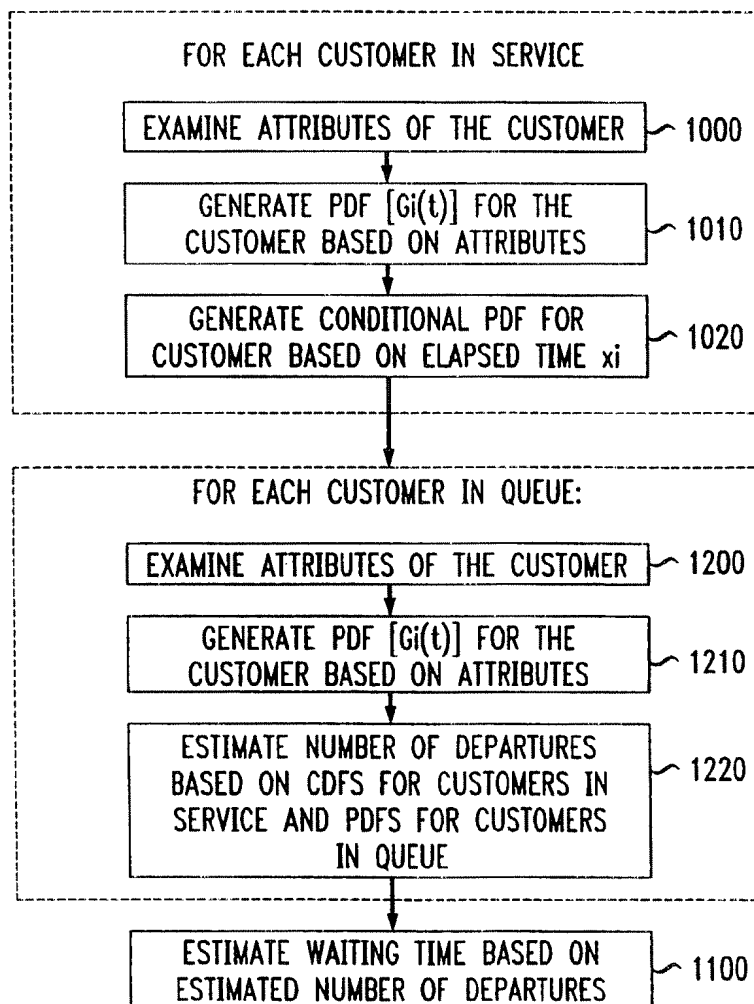 FOR EACH CUSTOMER IN SERVICE
EXAMINE ATTRIBUTES OF THE CUSTOMER
1000
GENERATE PDF [Gi(t)] FOR THE
CUSTOMER BASED ON ATTRIBUTES
1010
GENERATE CONDITIONAL PDF FOR
CUSTOMER BASED ON ELAPSED TIME xi
1020
FOR EACH CUSTOMER IN QUEUE:
EXAMINE ATTRIBUTES OF THE CUSTOMER
1200
GENERATE PDF [Gi(t)] FOR THE
CUSTOMER BASED ON ATTRIBUTES
1210
ESTIMATE NUMBER OF DEPARTURES
BASED ON CDFS FOR CUSTOMERS IN
SERVICE AND PDFS FOR CUSTOMERS
IN QUEUE
1220
ESTIMATE WAITING TIME BASED ON
ESTIMATED NUMBER OF DEPARTURES
1100